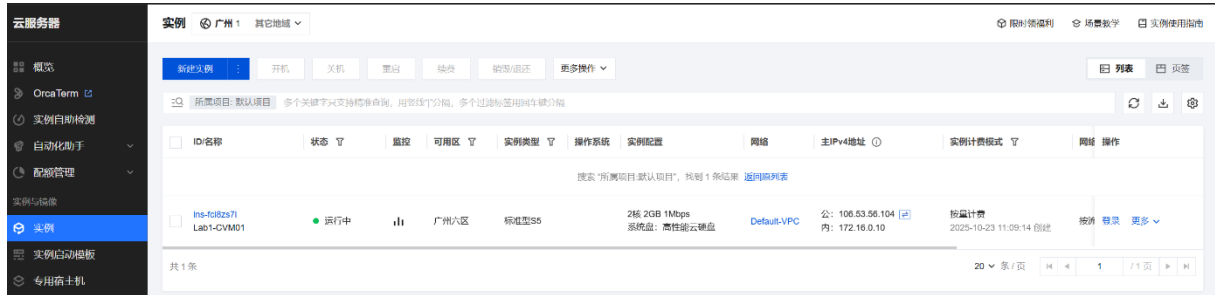 云服务器
实例 广州 1 其它地域
限时领福利 场景教学 实例使用指南
概览
OrcaTerm
实例自助检测
自动化助手
配额管理
实例与镜像
实例
实例启动模板
专用宿主机
新建实例 开机 关机 重启 续费 销毁/退还 更多操作
列表 页签
所属项目: 默认项目 多个关键字只支持精准查询，用竖线“|”分隔，多个过滤标签用回车键分隔
ID/名称 状态 监控 可用区 实例类型 操作系统 实例配置 网络 主IPv4地址 实例计费模式 网络 操作
搜索 "所属项目:默认项目"，找到 1 条结果 返回原列表
ins-fci8zs7l
Lab1-CVM01
运行中 广州六区 标准型S5
2核 2GB 1Mbps
系统盘：高性能云硬盘
Default-VPC
公：106.53.56.104
内：172.16.0.10
按量计费
2025-10-23 11:09:14 创建
按流 登录 更多
共 1 条
20 条 / 页 1 / 1 页